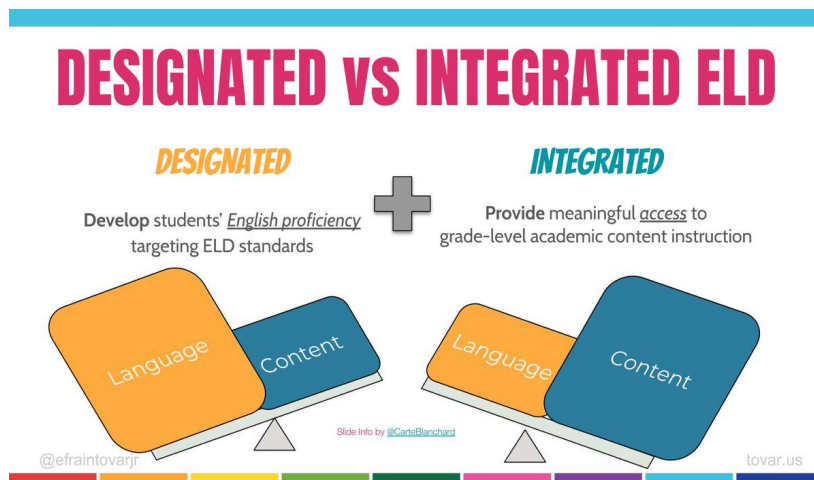 DESIGNATED vs INTEGRATED ELD
DESIGNATED
Develop students' English proficiency
targeting ELD standards
INTEGRATED
Provide meaningful access to
grade-level academic content instruction
Language
Content
Language
Content
Slide Info by @CarteBlanchard
@efraintovarjr
tovar.us